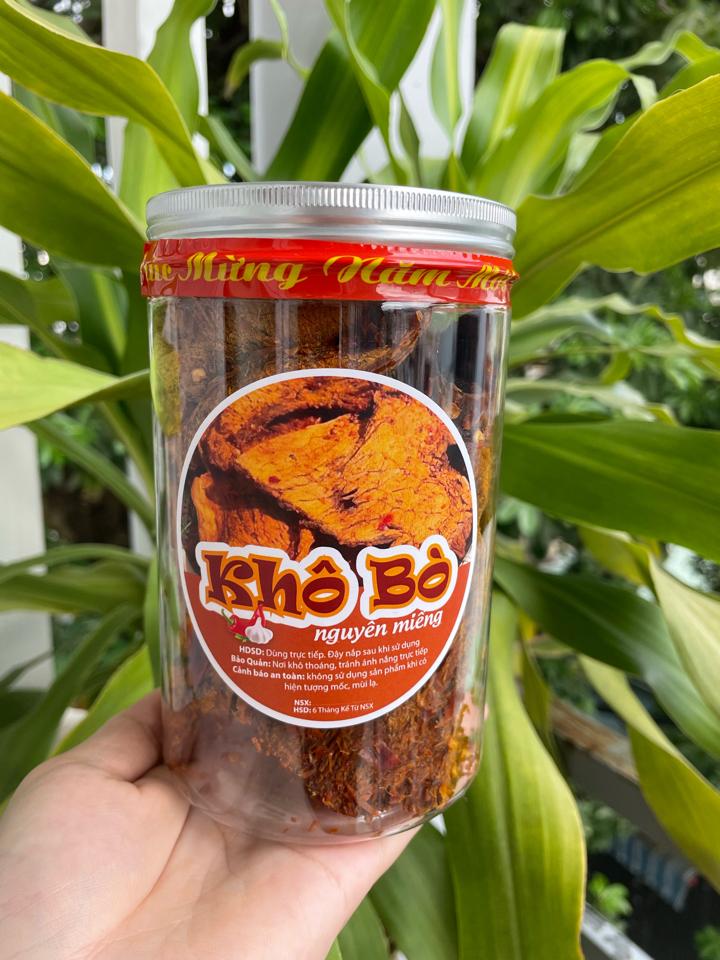 Mừng Năm
Khô Bò
nguyên miêng
HDSD: Dùng trực tiếp. Đậy nắp sau khi sử dụng
Bảo Quản: Nơi khô thoáng, tránh ánh nắng trực tiếp
Cảnh báo an toàn: không sử dụng sản phẩm khi có
hiện tượng mốc, mùi lạ.
NSX:
HSD: 6 Tháng Kể Từ NSX